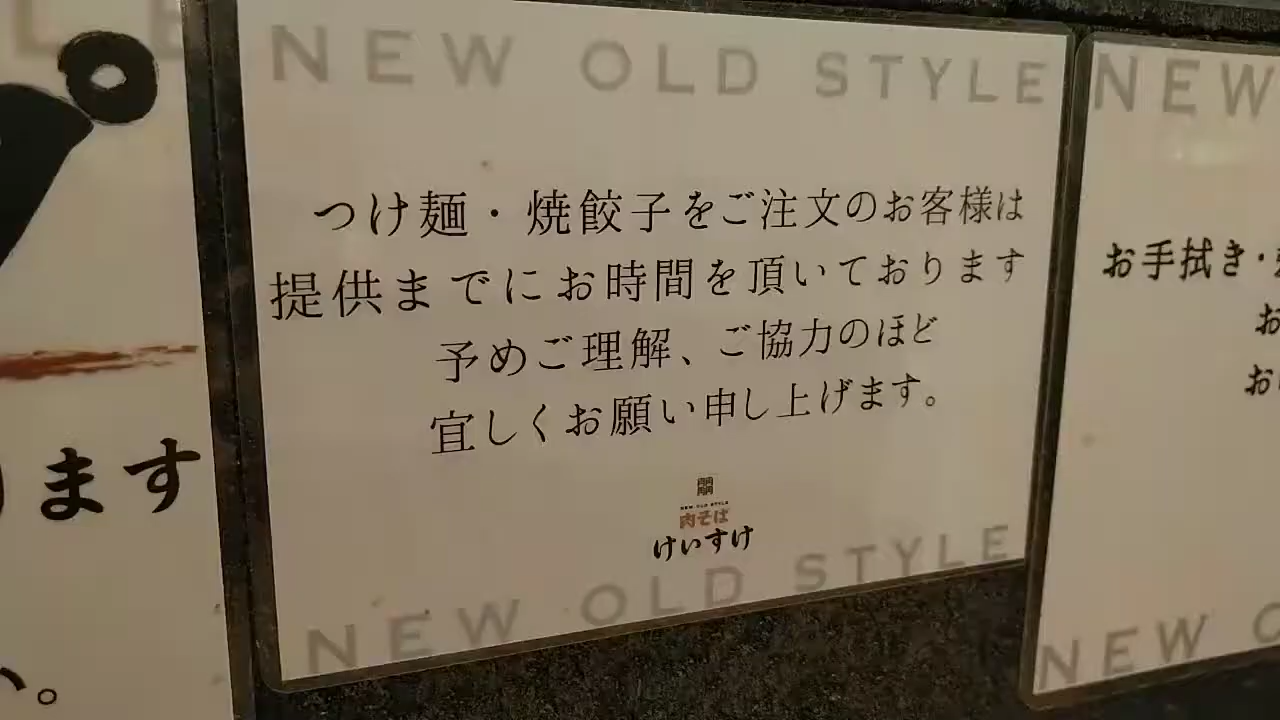 NEW OLD STYLE
つけ麺・焼餃子をご注文のお客様は
提供までにお時間を頂いております
予めご理解、ご協力のほど
宜しくお願い申し上げます。
NEW OLD STYLE
肉そば
けいすけ
NEW OLD STYLE
ます
。
NEW
お手拭き・
お
お
NEW